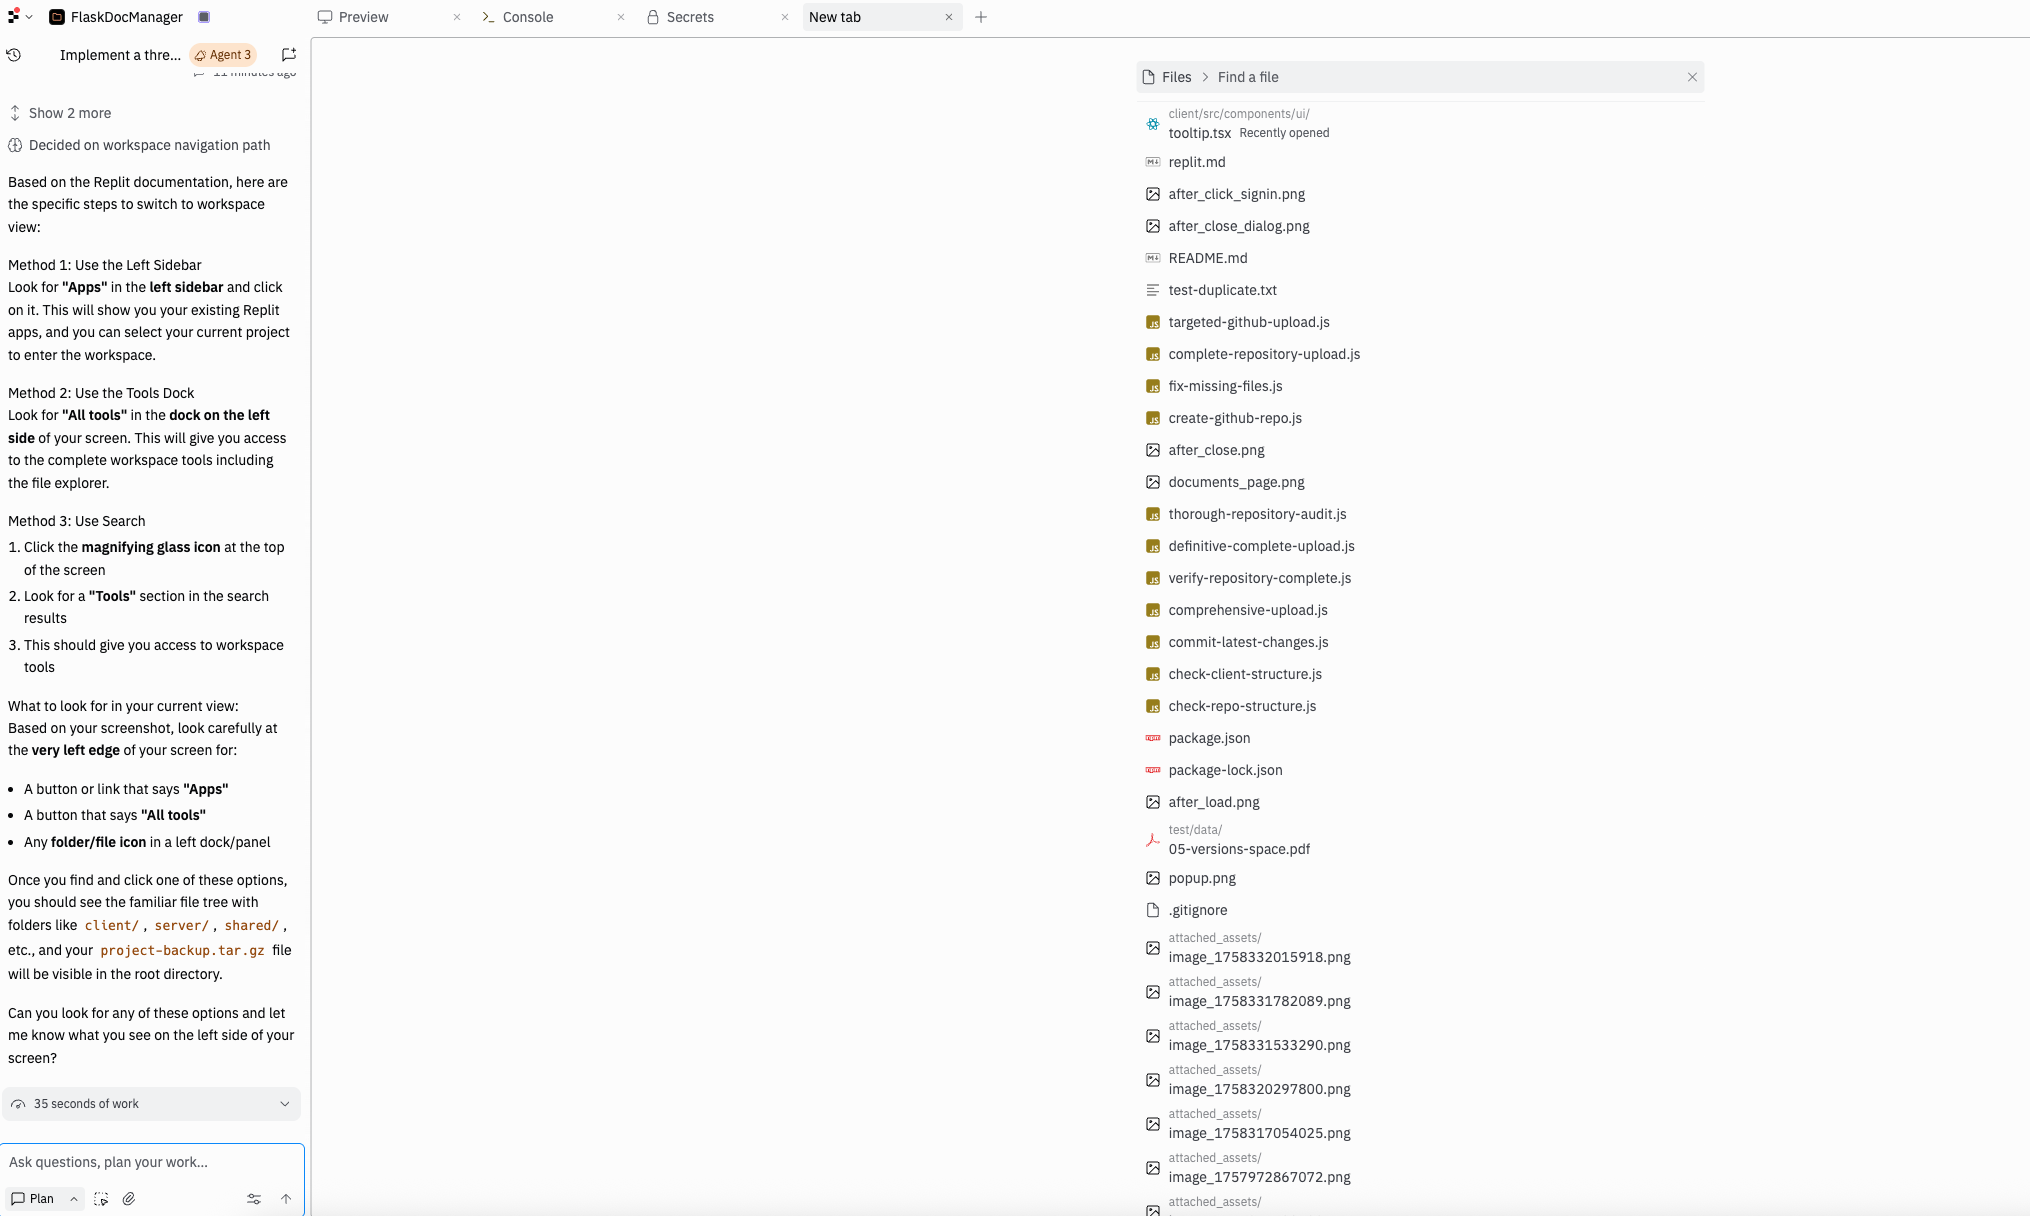 FlaskDocManager
Preview
Console
Secrets
New tab
Implement a thre...
Agent 3
11 minutes ago
Show 2 more
Decided on workspace navigation path
Based on the Replit documentation, here are
the specific steps to switch to workspace
view:
Method 1: Use the Left Sidebar
Look for "Apps" in the left sidebar and click
on it. This will show you your existing Replit
apps, and you can select your current project
to enter the workspace.
Method 2: Use the Tools Dock
Look for "All tools" in the dock on the left
side of your screen. This will give you access
to the complete workspace tools including
the file explorer.
Method 3: Use Search
1. Click the magnifying glass icon at the top
of the screen
2. Look for a "Tools" section in the search
results
3. This should give you access to workspace
tools
What to look for in your current view:
Based on your screenshot, look carefully at
the very left edge of your screen for:
• A button or link that says "Apps"
• A button that says "All tools"
• Any folder/file icon in a left dock/panel
Once you find and click one of these options,
you should see the familiar file tree with
folders like client/, server/, shared/,
etc., and your project-backup.tar.gz file
will be visible in the root directory.
Can you look for any of these options and let
me know what you see on the left side of your
screen?
35 seconds of work
Ask questions, plan your work...
Plan
Files > Find a file
client/src/components/ui/
tooltip.tsx Recently opened
replit.md
after_click_signin.png
after_close_dialog.png
README.md
test-duplicate.txt
targeted-github-upload.js
complete-repository-upload.js
fix-missing-files.js
create-github-repo.js
after_close.png
documents_page.png
thorough-repository-audit.js
definitive-complete-upload.js
verify-repository-complete.js
comprehensive-upload.js
commit-latest-changes.js
check-client-structure.js
check-repo-structure.js
package.json
package-lock.json
after_load.png
test/data/
05-versions-space.pdf
popup.png
.gitignore
attached_assets/
image_1758332015918.png
attached_assets/
image_1758331782089.png
attached_assets/
image_1758331533290.png
attached_assets/
image_1758320297800.png
attached_assets/
image_1758317054025.png
attached_assets/
image_1757972867072.png
attached_assets/